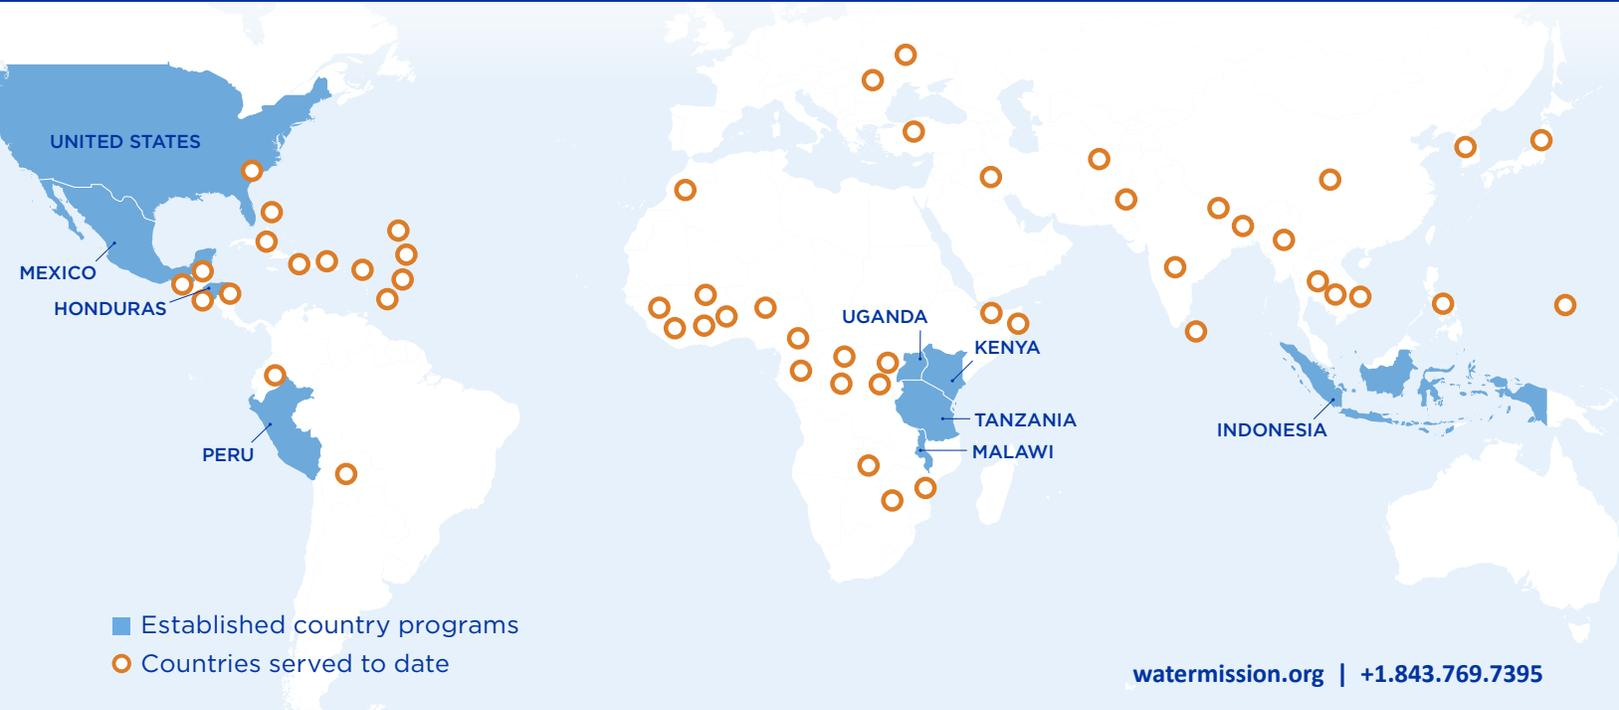 UNITED STATES
MEXICO
HONDURAS
PERU
UGANDA
KENYA
TANZANIA
MALAWI
INDONESIA
Established country programs
Countries served to date
watermission.org | +1.843.769.7395